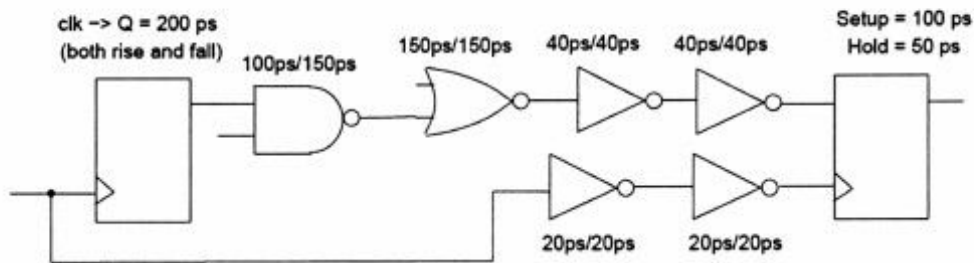 clk -> Q = 200 ps
(both rise and fall)
100ps/150ps
150ps/150ps
40ps/40ps
40ps/40ps
Setup = 100 ps
Hold = 50 ps
20ps/20ps
20ps/20ps